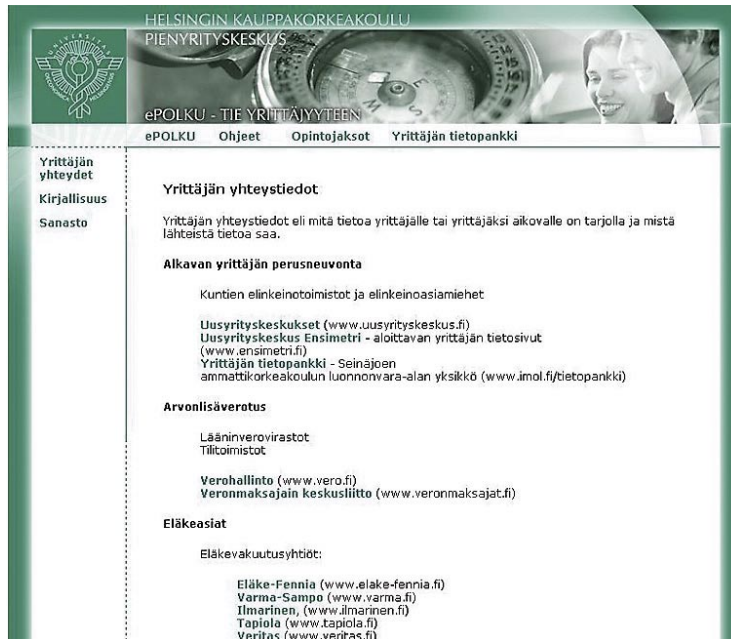 HELSINGIN KAUPPAKORKEAKOULU
PIENYRITYSKESKUS
ePOLKU - TIE YRITTÄJYYTEEN
ePOLKU Ohjeet Opintojaksot Yrittäjän tietopankki
Yrittäjän
yhteydet
Kirjallisuus
Sanasto
Yrittäjän yhteystiedot
Yrittäjän yhteystiedot eli mitä tietoa yrittäjälle tai yrittäjäksi aikovalle on tarjolla ja mistä
lähteistä tietoa saa.
Alkavan yrittäjän perusneuvonta
Kuntien elinkeinotoimistot ja elinkeinoasiamiehet
Uusyrityskeskukset (www.uusyrityskeskus.fi)
Uusyrityskeskus Ensimetri - aloittavan yrittäjän tietosivut
(www.ensimetri.fi)
Yrittäjän tietopankki - Seinäjoen
ammattikorkeakoulun luonnonvara-alan yksikkö (www.imol.fi/tietopankki)
Arvonlisäverotus
Lääninverovirastot
Tilitoimistot
Verohallinto (www.vero.fi)
Veronmaksajain keskusliitto (www.veronmaksajat.fi)
Eläkeasiat
Eläkevakuutusyhtiöt:
Eläke-Fennia (www.elake-fennia.fi)
Varma-Sampo (www.varma.fi)
Ilmarinen, (www.ilmarinen.fi)
Tapiola (www.tapiola.fi)
Veritas (www.veritas.fi)